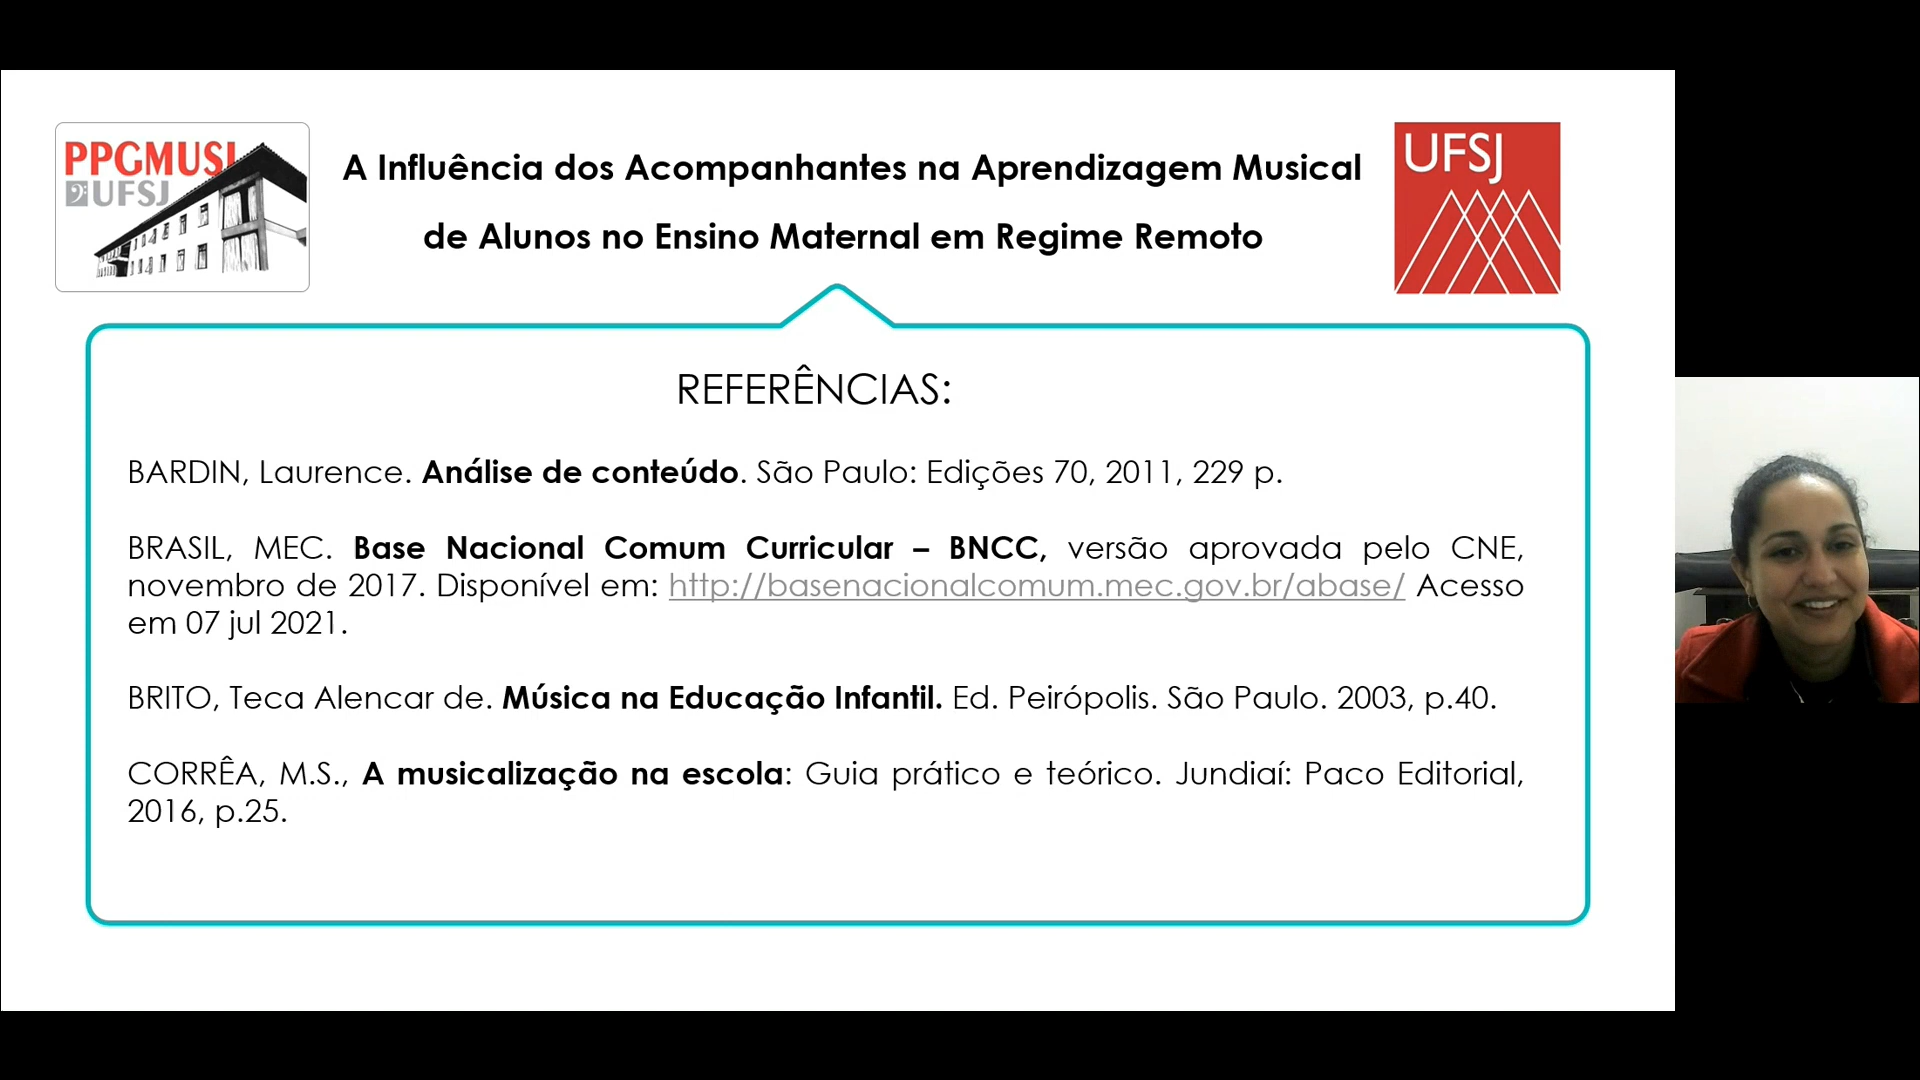 PPGMUSI
UFSJ
A Influência dos Acompanhantes na Aprendizagem Musical
de Alunos no Ensino Maternal em Regime Remoto
UFSJ
REFERÊNCIAS:
BARDIN, Laurence. Análise de conteúdo. São Paulo: Edições 70, 2011, 229 p.
BRASIL, MEC. Base Nacional Comum Curricular – BNCC, versão aprovada pelo CNE,
novembro de 2017. Disponível em: http://basenacionalcomum.mec.gov.br/abase/ Acesso
em 07 jul 2021.
BRITO, Teca Alencar de. Música na Educação Infantil. Ed. Peirópolis. São Paulo. 2003, p.40.
CORRÊA, M.S., A musicalização na escola: Guia prático e teórico. Jundiaí: Paco Editorial,
2016, p.25.